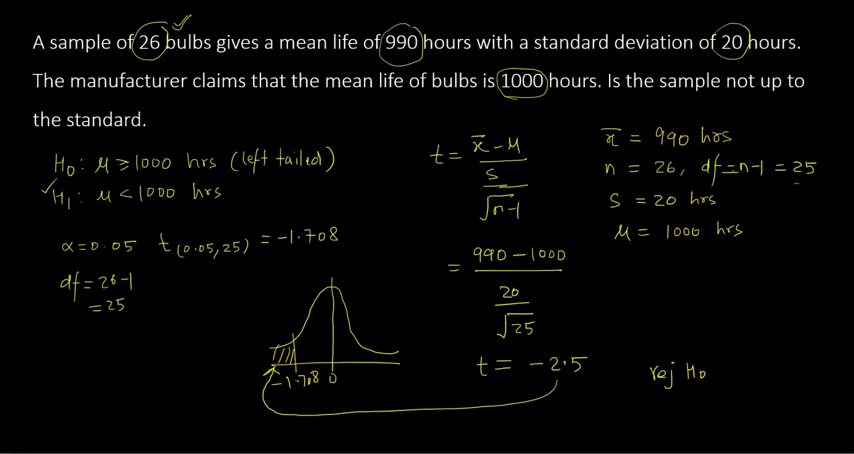 A sample of 26 bulbs gives a mean life of 990 hours with a standard deviation of 20 hours.
The manufacturer claims that the mean life of bulbs is 1000 hours. Is the sample not up to
the standard.
H₀: μ ≥ 1000 hrs (left tailed)
✓H₁: μ < 1000 hrs
α = 0.05 t(0.05, 25) = -1.708
df = 26-1
= 25
t = (x̄ - μ) / (s / √n-1)
= (990 - 1000) / (20 / √25)
t = -2.5
x̄ = 990 hrs
n = 26, df = n-1 = 25
S = 20 hrs
μ = 1000 hrs
-1.708 0
rej H₀